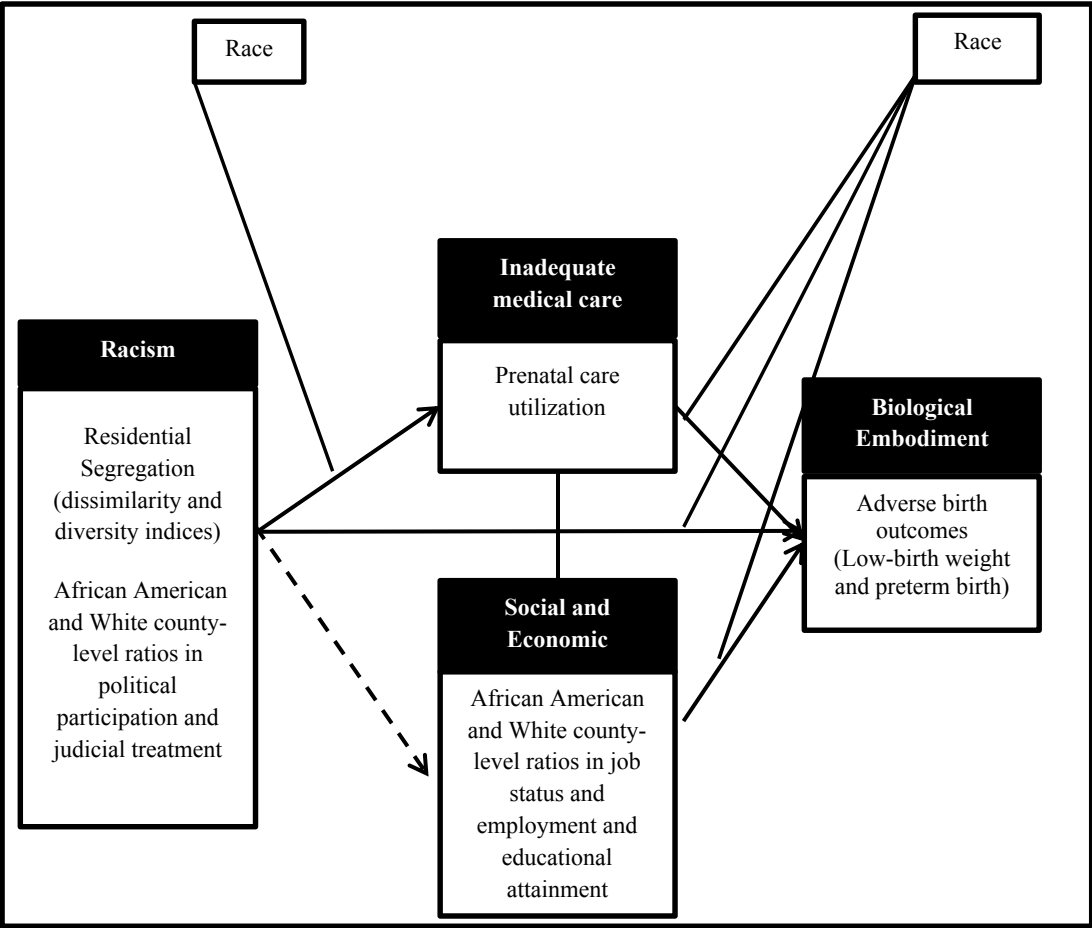 Race
Race
Racism
Residential
Segregation
(dissimilarity and
diversity indices)
African American
and White county-
level ratios in
political
participation and
judicial treatment
Inadequate
medical care
Prenatal care
utilization
Social and
Economic
African American
and White county-
level ratios in job
status and
employment and
educational
attainment
Biological
Embodiment
Adverse birth
outcomes
(Low-birth weight
and preterm birth)